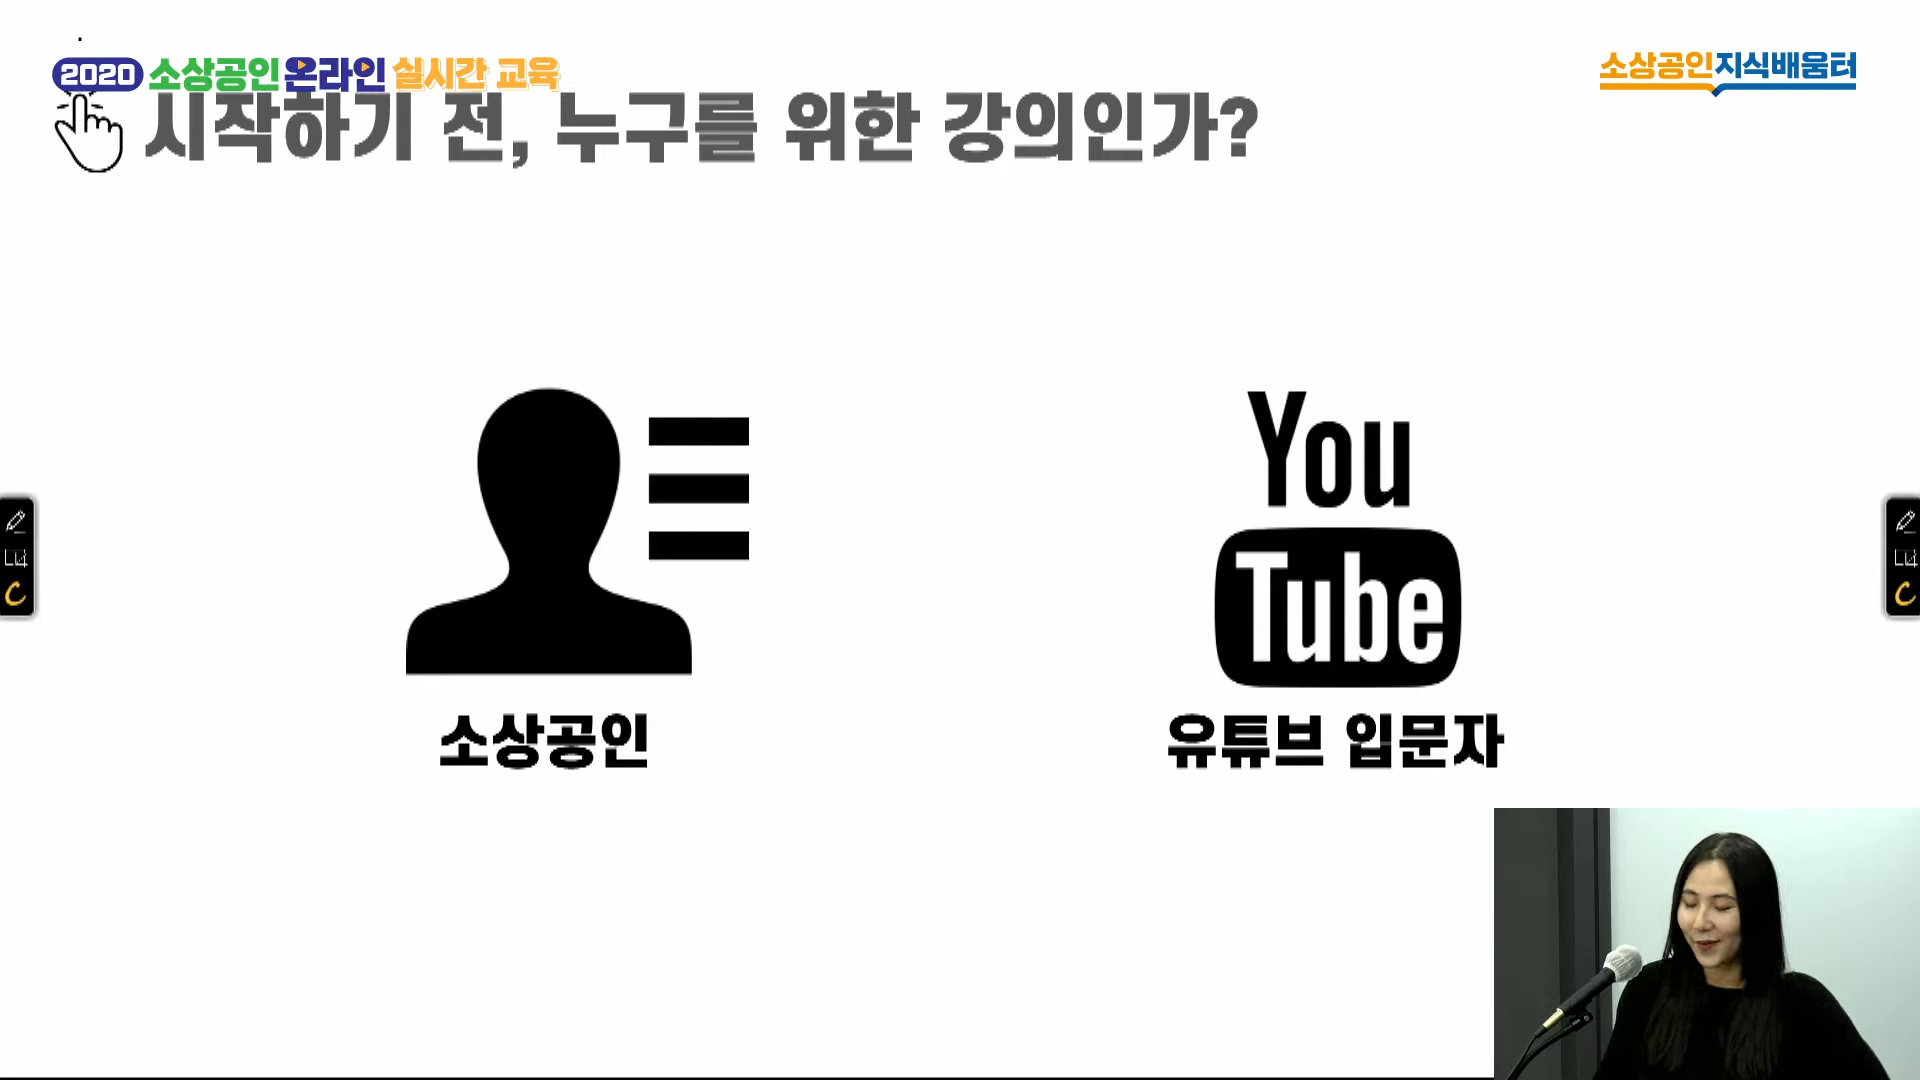 2020 소상공인 온라인 실시간 교육
소상공인지식배움터
시작하기 전, 누구를 위한 강의인가?
You
Tube
소상공인
유튜브 입문자